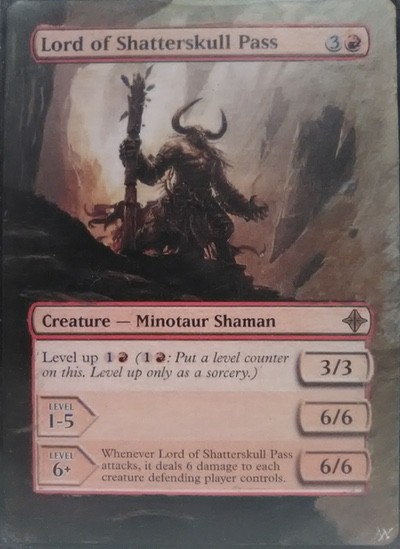 Lord of Shatterskull Pass 3
Creature — Minotaur Shaman
Level up 1 ( 1 : Put a level counter
on this. Level up only as a sorcery.)
3/3
LEVEL
1-5
6/6
LEVEL
6+
Whenever Lord of Shatterskull Pass
attacks, it deals 6 damage to each
creature defending player controls.
6/6